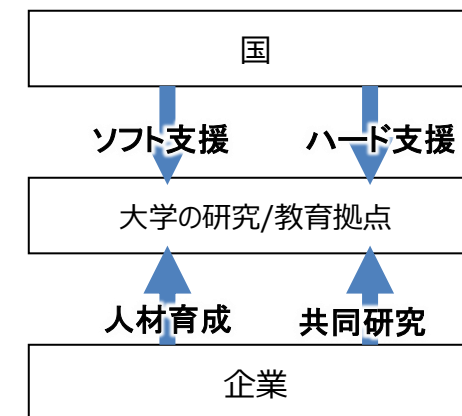 国
ソフト支援 ハード支援
大学の研究/教育拠点
人材育成 共同研究
企業